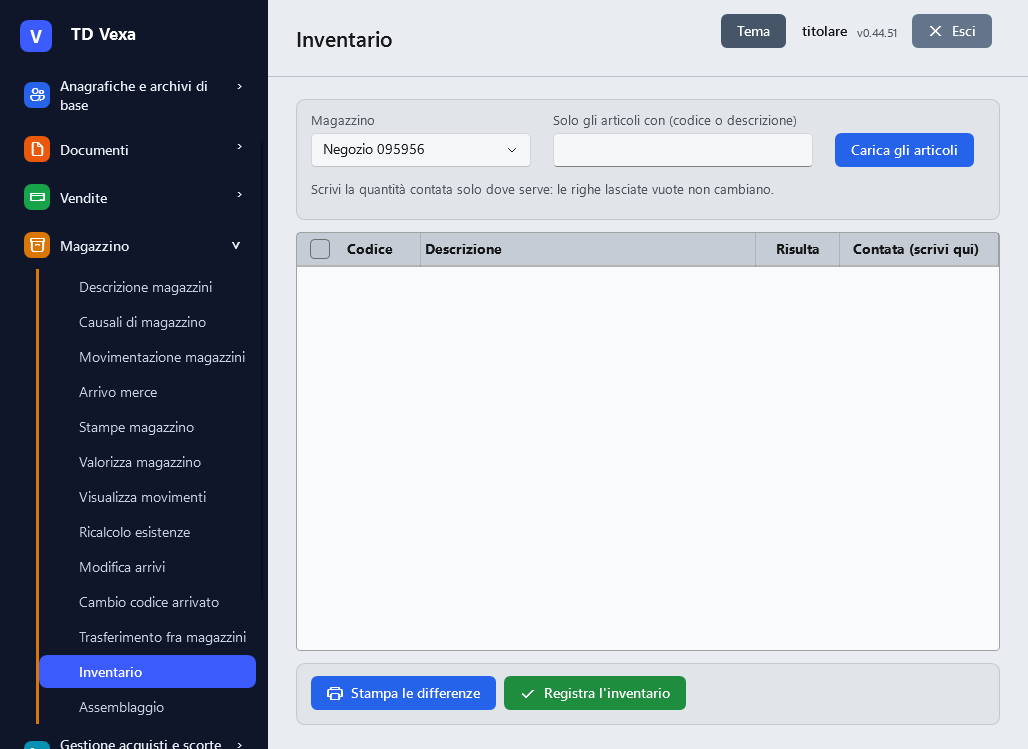 V
TD Vexa
Anagrafiche e archivi di
base
Documenti
Vendite
Magazzino
Descrizione magazzini
Causali di magazzino
Movimentazione magazzini
Arrivo merce
Stampe magazzino
Valorizza magazzino
Visualizza movimenti
Ricalcolo esistenze
Modifica arrivi
Cambio codice arrivato
Trasferimento fra magazzini
Inventario
Assemblaggio
Gestione acquisti e scorte
Inventario
Tema
titolare
v0.44.51
Esci
Magazzino
Solo gli articoli con (codice o descrizione)
Negozio 095956
Carica gli articoli
Scrivi la quantità contata solo dove serve: le righe lasciate vuote non cambiano.
Codice
Descrizione
Risulta
Contata (scrivi qui)
Stampa le differenze
Registra l'inventario